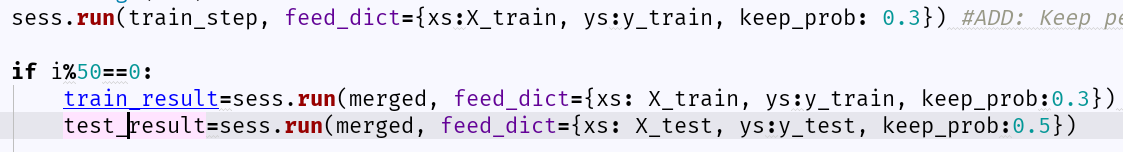 sess.run(train_step, feed_dict={xs:X_train, ys:y_train, keep_prob: 0.3}) #ADD: Keep
if i%50==0:
    train_result=sess.run(merged, feed_dict={xs: X_train, ys:y_train, keep_prob:0.3})
    test_result=sess.run(merged, feed_dict={xs: X_test, ys:y_test, keep_prob:0.5})